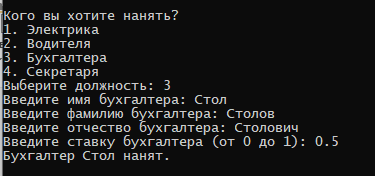 Кого вы хотите нанять?
1. Электрика
2. Водителя
3. Бухгалтера
4. Секретаря
Выберите должность: 3
Введите имя бухгалтера: Стол
Введите фамилию бухгалтера: Столов
Введите отчество бухгалтера: Столович
Введите ставку бухгалтера (от 0 до 1): 0.5
Бухгалтер Стол нанят.